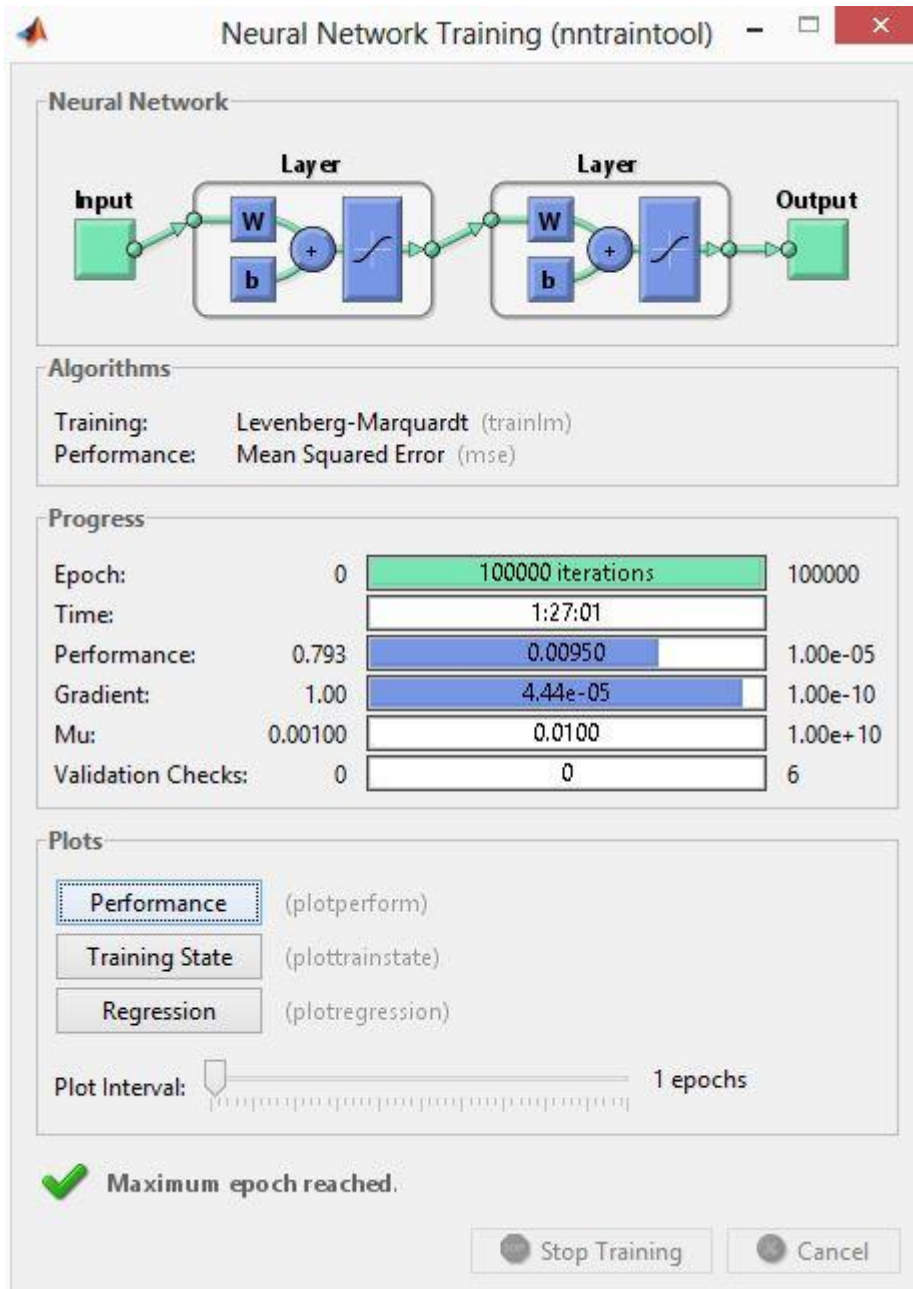 Neural Network Training (nntraintool)
Neural Network
Layer Layer
Input Output
W W
+ +
b b
Algorithms
Training: Levenberg-Marquardt (trainlm)
Performance: Mean Squared Error (mse)
Progress
Epoch: 0 100000 iterations 100000
Time: 1:27:01
Performance: 0.793 0.00950 1.00e-05
Gradient: 1.00 4.44e-05 1.00e-10
Mu: 0.00100 0.0100 1.00e+10
Validation Checks: 0 0 6
Plots
Performance (plotperform)
Training State (plottrainstate)
Regression (plotregression)
Plot Interval: 1 epochs
Maximum epoch reached.
Stop Training Cancel